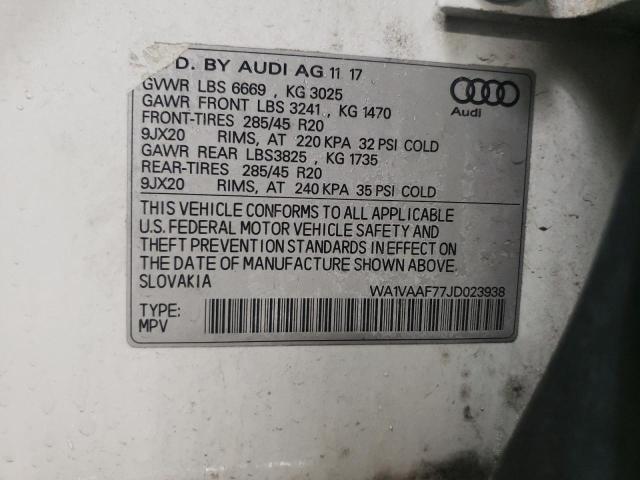 D. BY AUDI AG 11 17
GVWR LBS 6669 , KG 3025
GAWR FRONT LBS 3241 , KG 1470
FRONT-TIRES 285/45 R20
9JX20 RIMS, AT 220 KPA 32 PSI COLD
GAWR REAR LBS3825 , KG 1735
REAR-TIRES 285/45 R20
9JX20 RIMS, AT 240 KPA 35 PSI COLD
Audi
THIS VEHICLE CONFORMS TO ALL APPLICABLE
U.S. FEDERAL MOTOR VEHICLE SAFETY AND
THEFT PREVENTION STANDARDS IN EFFECT ON
THE DATE OF MANUFACTURE SHOWN ABOVE.
SLOVAKIA
WA1VAAF77JD023938
TYPE:
MPV